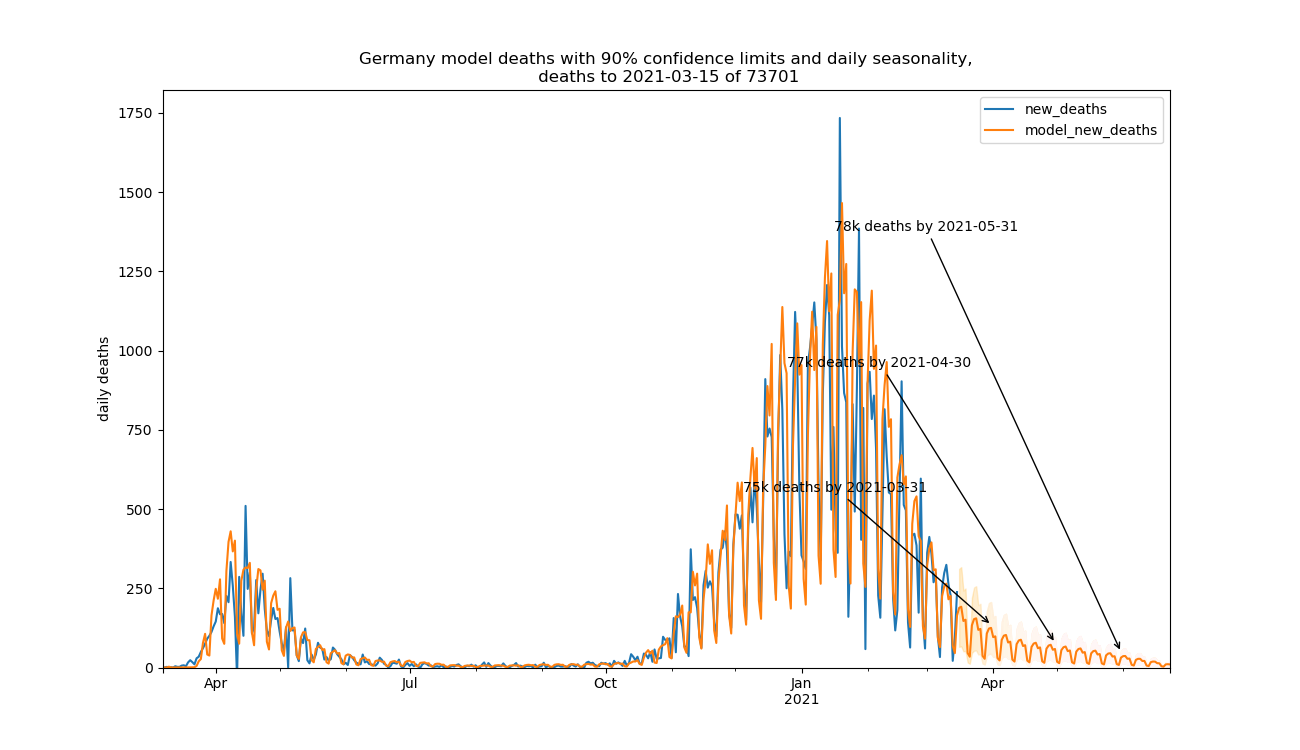 Germany model deaths with 90% confidence limits and daily seasonality,
deaths to 2021-03-15 of 73701
new_deaths
model_new_deaths
1750
1500
1250
1000
750
500
250
0
daily deaths
78k deaths by 2021-05-31
77k deaths by 2021-04-30
75k deaths by 2021-03-31
Apr
Jul
Oct
Jan
2021
Apr